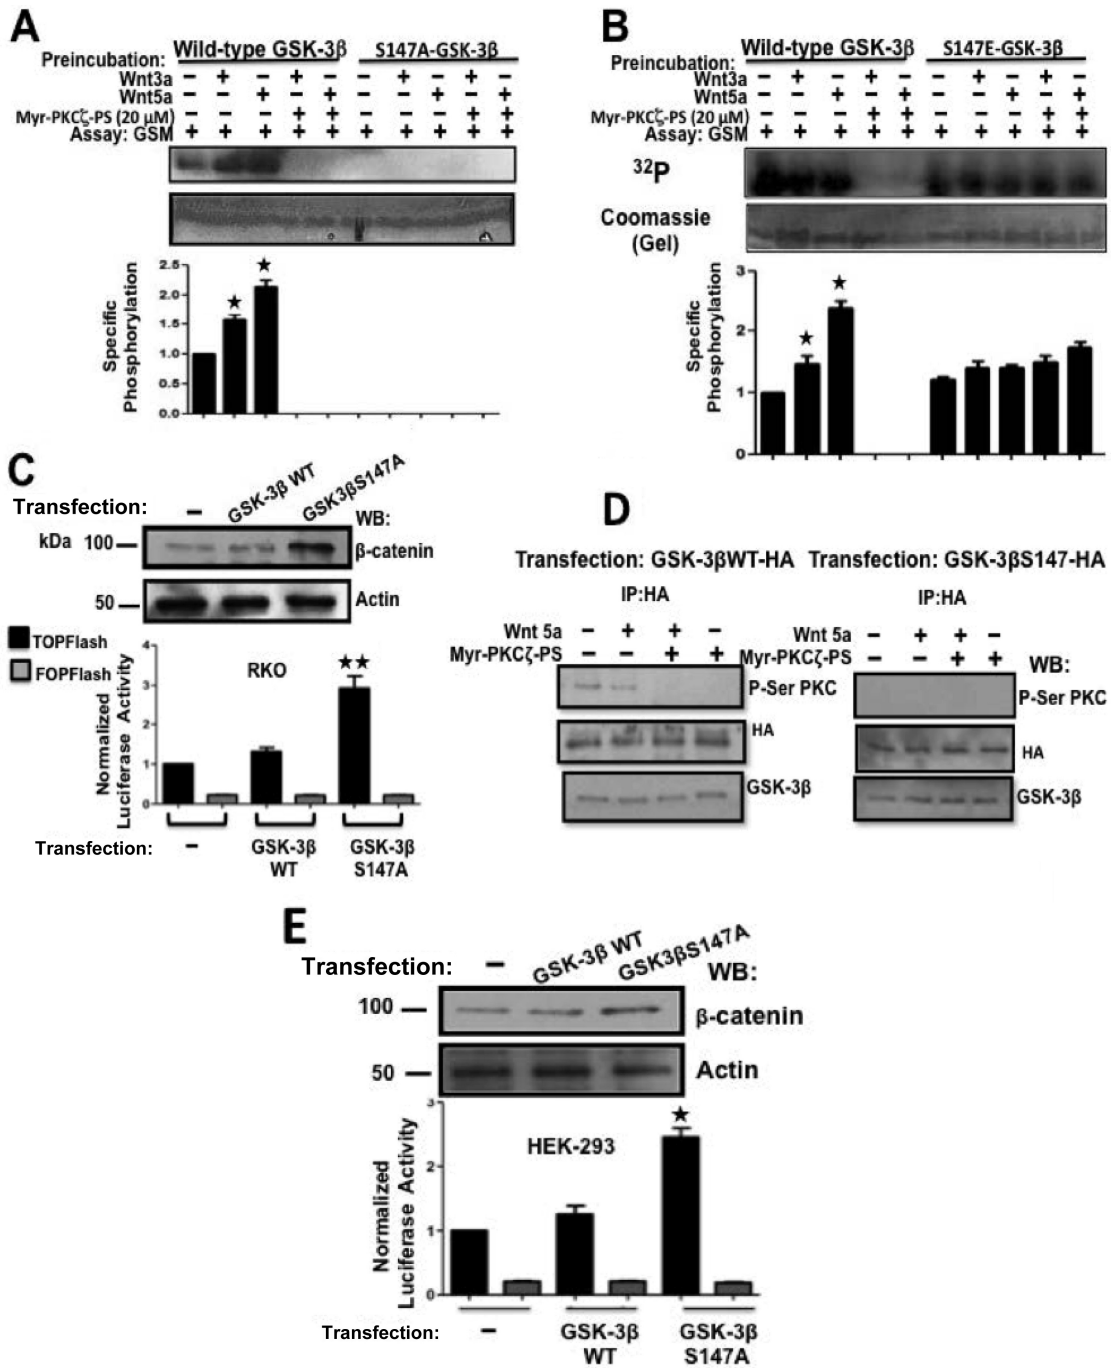 A
Wild-type GSK-3β S147A-GSK-3β
Preincubation:
Wnt3a − + − + − − + − + −
Wnt5a − − + − + − − + − +
Myr-PKCζ-PS (20 µM) − − − + + − − − + +
Assay: GSM + + + + + + + + + +
2.5
2.0
1.5
1.0
0.5
0.0
Specific
Phosphorylation
★
★
B
Wild-type GSK-3β S147E-GSK-3β
Preincubation:
Wnt3a − + − + − − + − + −
Wnt5a − − + − + − − + − +
Myr-PKCζ-PS (20 µM) − − − + + − − − + +
Assay: GSM + + + + + + + + + +
32P
Coomassie
(Gel)
3
2
1
0
Specific
Phosphorylation
★
★
C
Transfection: − GSK-3β WT GSK3βS147A
WB:
kDa 100 β-catenin
50 Actin
TOPFlash
FOPFlash
RKO
★★
4
3
2
1
0
Normalized
Luciferase Activity
Transfection: − GSK-3β GSK-3β
WT S147A
D
Transfection: GSK-3βWT-HA Transfection: GSK-3βS147-HA
IP:HA IP:HA
Wnt 5a − + + − Wnt 5a − + + −
Myr-PKCζ-PS − − + + Myr-PKCζ-PS − − + +
WB:
P-Ser PKC P-Ser PKC
HA HA
GSK-3β GSK-3β
E
Transfection: − GSK-3β WT GSK3βS147A
WB:
100 β-catenin
50 Actin
HEK-293
★
3
2
1
0
Normalized
Luciferase Activity
Transfection: − GSK-3β GSK-3β
WT S147A